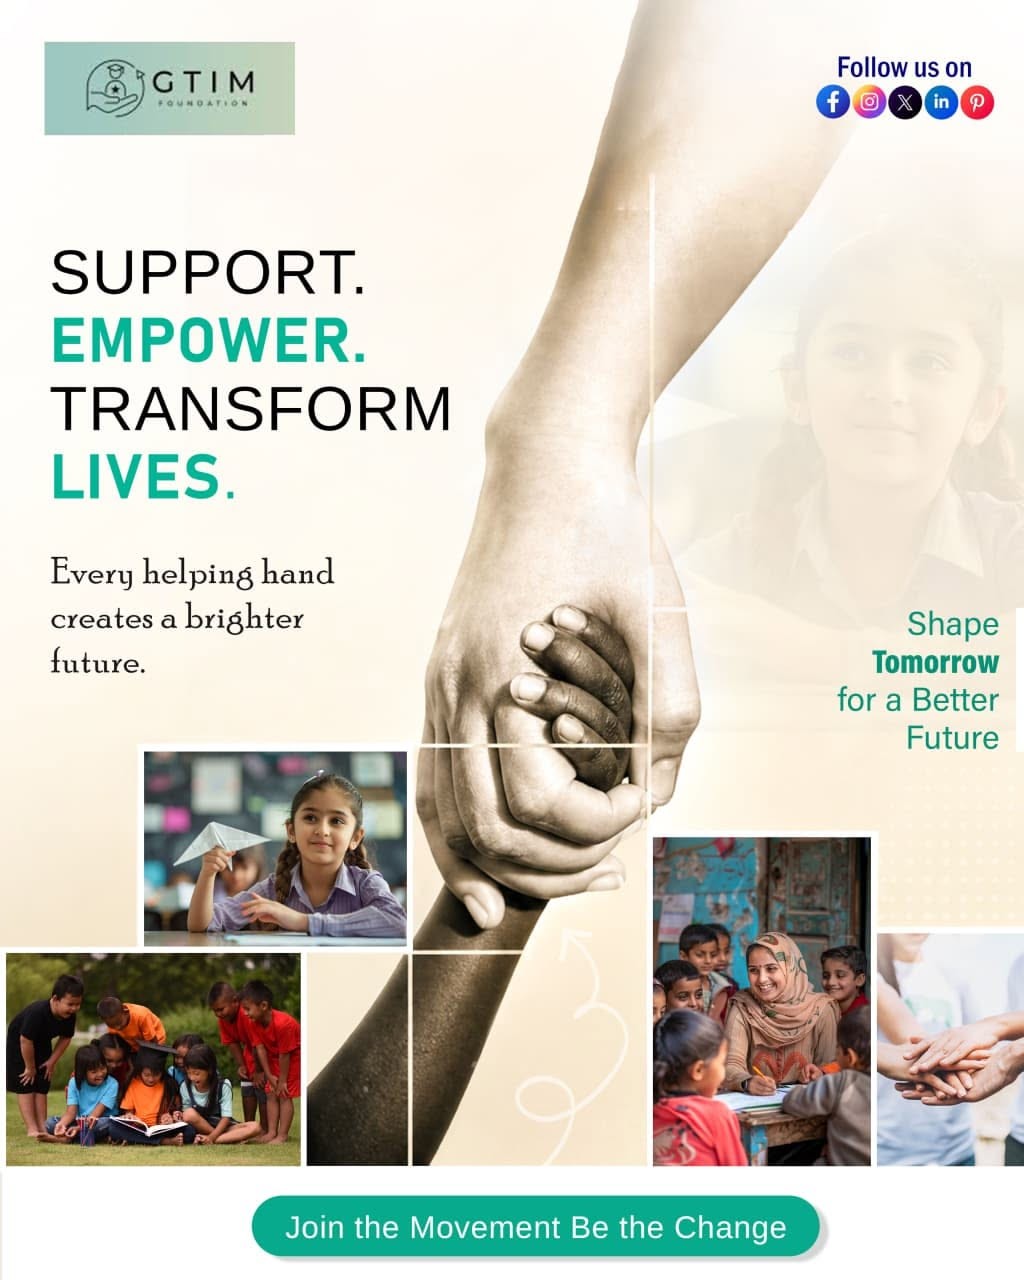 GTIM
FOUNDATION
Follow us on
SUPPORT.
EMPOWER.
TRANSFORM
LIVES.
Every helping hand
creates a brighter
future.
Shape
Tomorrow
for a Better
Future
Join the Movement Be the Change